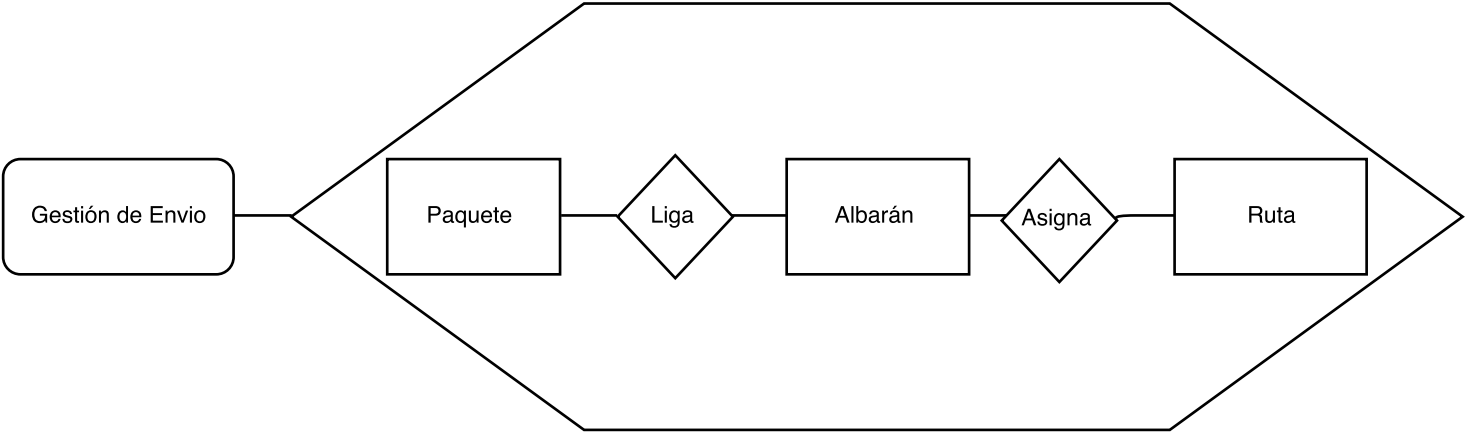 Gestión de Envio
Paquete
Liga
Albarán
Asigna
Ruta